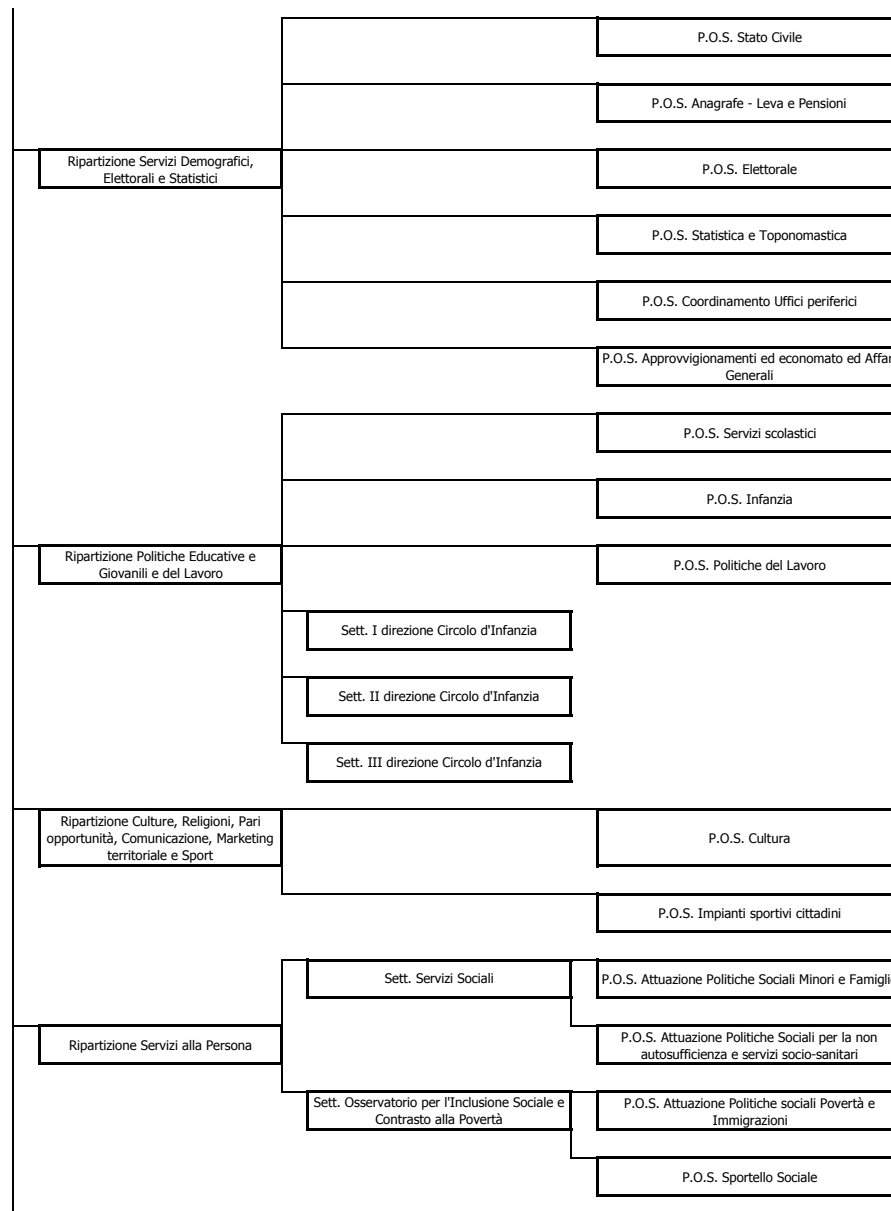 P.O.S. Stato Civile
P.O.S. Anagrafe - Leva e Pensioni
Ripartizione Servizi Demografici,
Elettorali e Statistici
P.O.S. Elettorale
P.O.S. Statistica e Toponomastica
P.O.S. Coordinamento Uffici periferici
P.O.S. Approvvigionamenti ed economato ed Affar
Generali
P.O.S. Servizi scolastici
P.O.S. Infanzia
Ripartizione Politiche Educative e
Giovanili e del Lavoro
P.O.S. Politiche del Lavoro
Sett. I direzione Circolo d'Infanzia
Sett. II direzione Circolo d'Infanzia
Sett. III direzione Circolo d'Infanzia
Ripartizione Culture, Religioni, Pari
opportunità, Comunicazione, Marketing
territoriale e Sport
P.O.S. Cultura
P.O.S. Impianti sportivi cittadini
Sett. Servizi Sociali
P.O.S. Attuazione Politiche Sociali Minori e Famigli
Ripartizione Servizi alla Persona
P.O.S. Attuazione Politiche Sociali per la non
autosufficienza e servizi socio-sanitari
Sett. Osservatorio per l'Inclusione Sociale e
Contrasto alla Povertà
P.O.S. Attuazione Politiche sociali Povertà e
Immigrazioni
P.O.S. Sportello Sociale